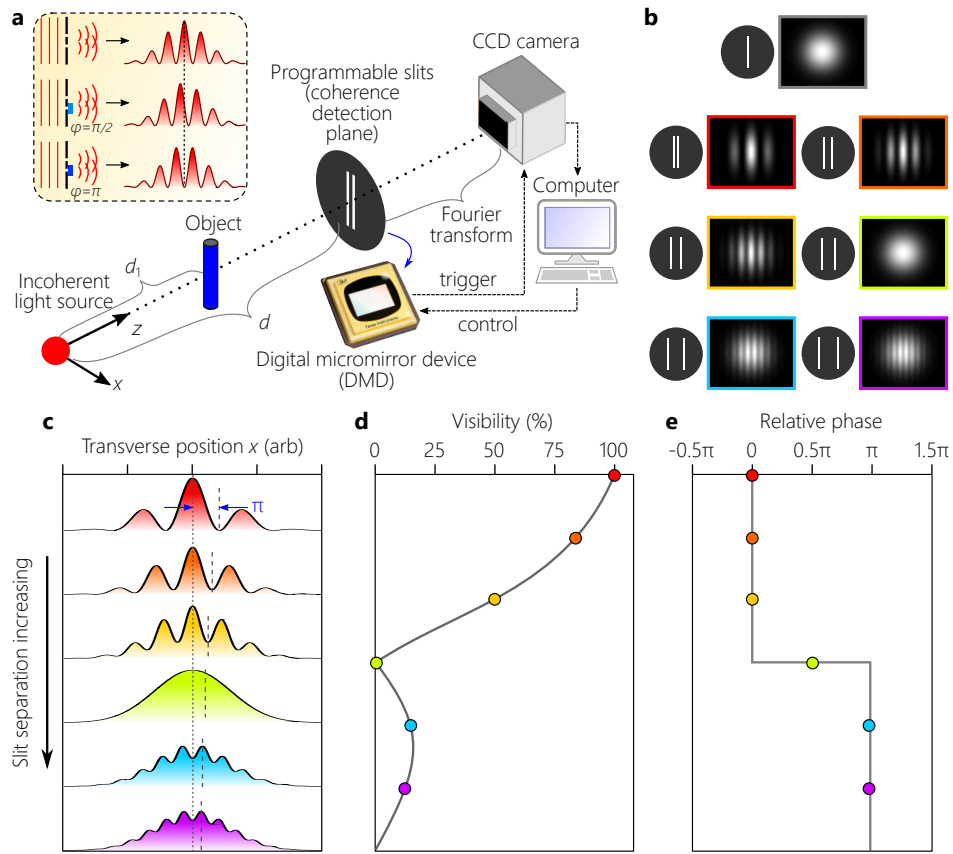 a
φ=π/2
φ=π
Programmable slits
(coherence
detection
plane)
CCD camera
Computer
Fourier
transform
trigger
control
Object
Incoherent
light source
d1
d
z
x
Digital micromirror device
(DMD)
b
c
Transverse position x (arb)
π
Slit separation increasing
d
Visibility (%)
0 25 50 75 100
e
Relative phase
-0.5π 0 0.5π π 1.5π